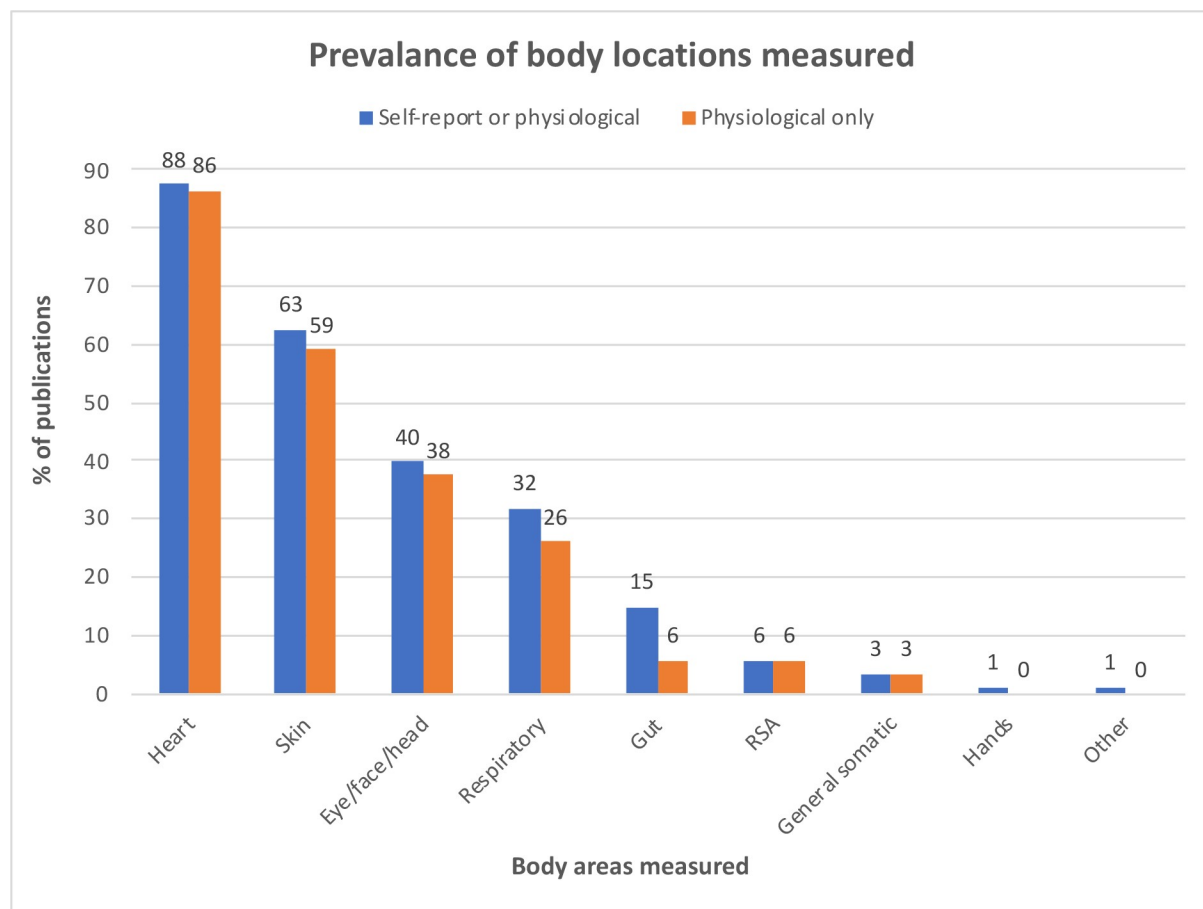 Prevalance of body locations measured
Self-report or physiological Physiological only
% of publications
90
80
70
60
50
40
30
20
10
0
88 86
63 59
40 38
32 26
15 6
6 6
3 3
1 0
1 0
Heart
Skin
Eye/face/head
Respiratory
Gut
RSA
General somatic
Hands
Other
Body areas measured